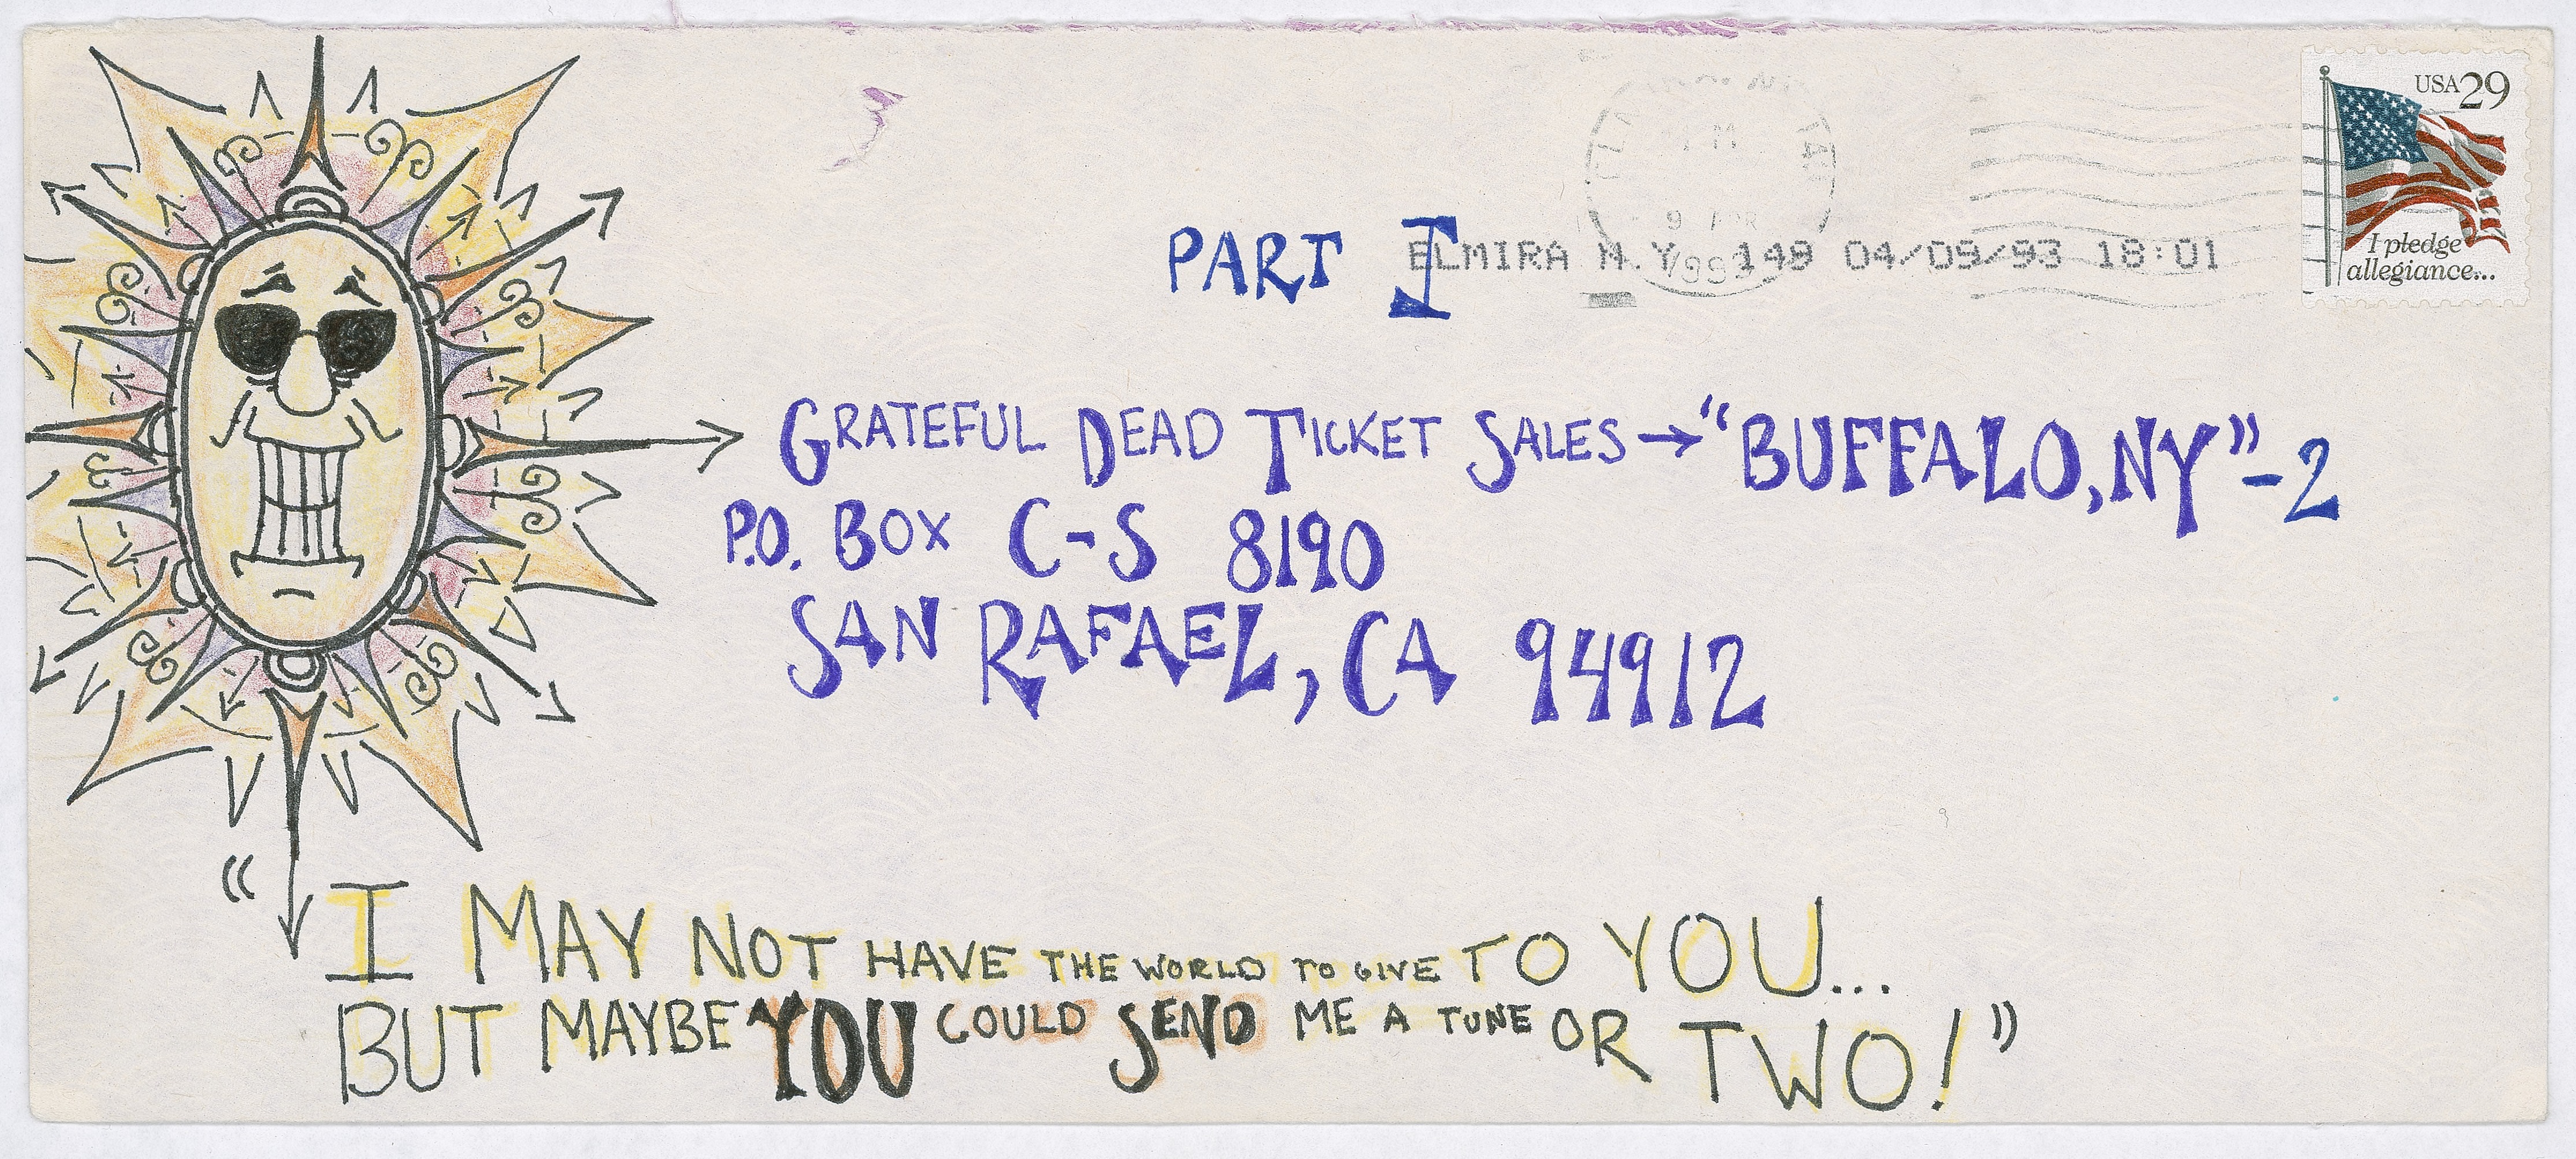 USA 29
I pledge
allegiance...
PART I
ELMIRA N.Y. 149 04/09/93 18:01
GRATEFUL DEAD TICKET SALES → "BUFFALO, NY" -2
P.O. BOX C-S 8190
SAN RAFAEL, CA 94912
"I MAY NOT HAVE THE WORLD TO GIVE TO YOU...
BUT MAYBE YOU COULD SEND ME A TUNE OR TWO!"